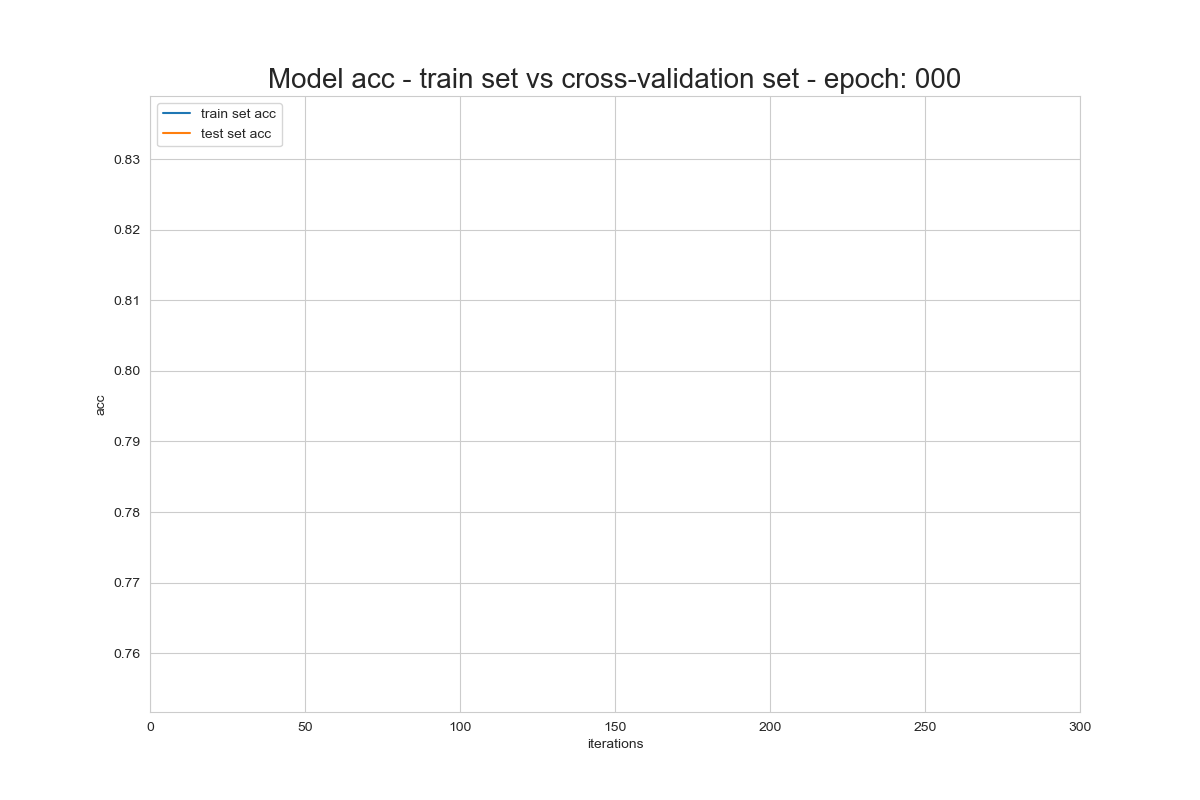 Model acc - train set vs cross-validation set - epoch: 000
train set acc
test set acc
0.83
0.82
0.81
0.80
acc
0.79
0.78
0.77
0.76
0 50 100 150 200 250 300
iterations